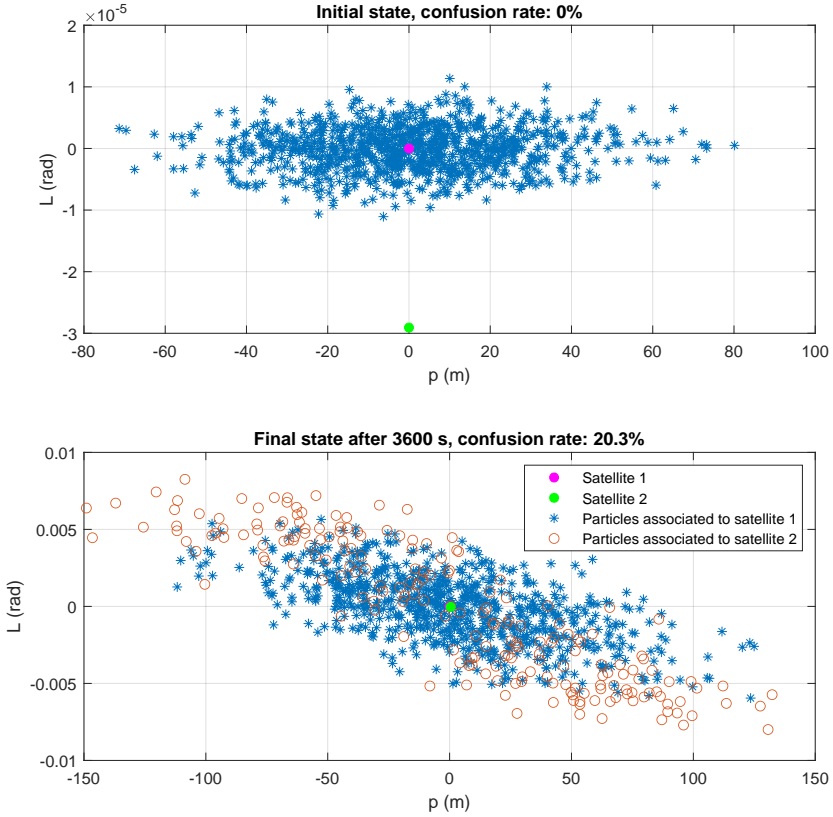 Initial state, confusion rate: 0%
×10⁻⁵
2
1
0
-1
-2
-3
L (rad)
-80 -60 -40 -20 0 20 40 60 80 100
p (m)
Final state after 3600 s, confusion rate: 20.3%
0.01
0.005
0
-0.005
-0.01
L (rad)
Satellite 1
Satellite 2
Particles associated to satellite 1
Particles associated to satellite 2
-150 -100 -50 0 50 100 150
p (m)